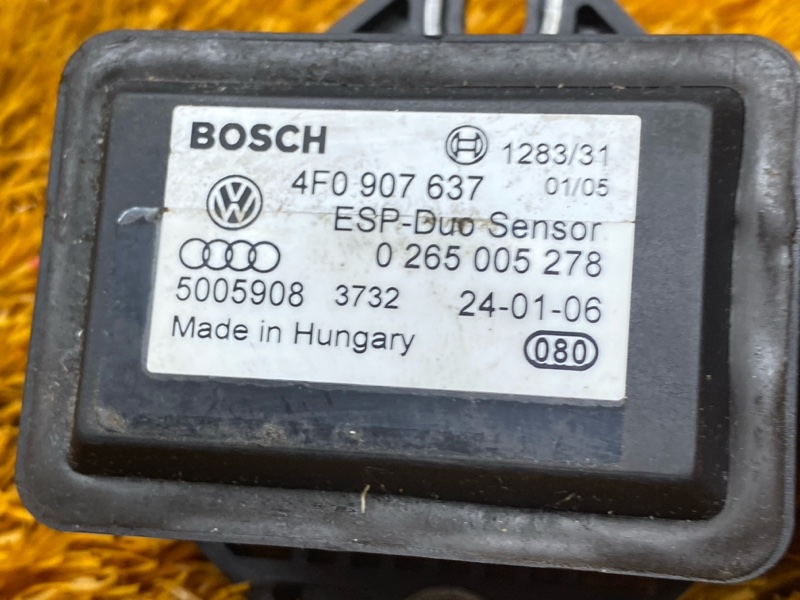 BOSCH 1283/31
4F0 907 637 01/05
ESP-Duo Sensor
0 265 005 278
5005908 3732 24-01-06
Made in Hungary 080